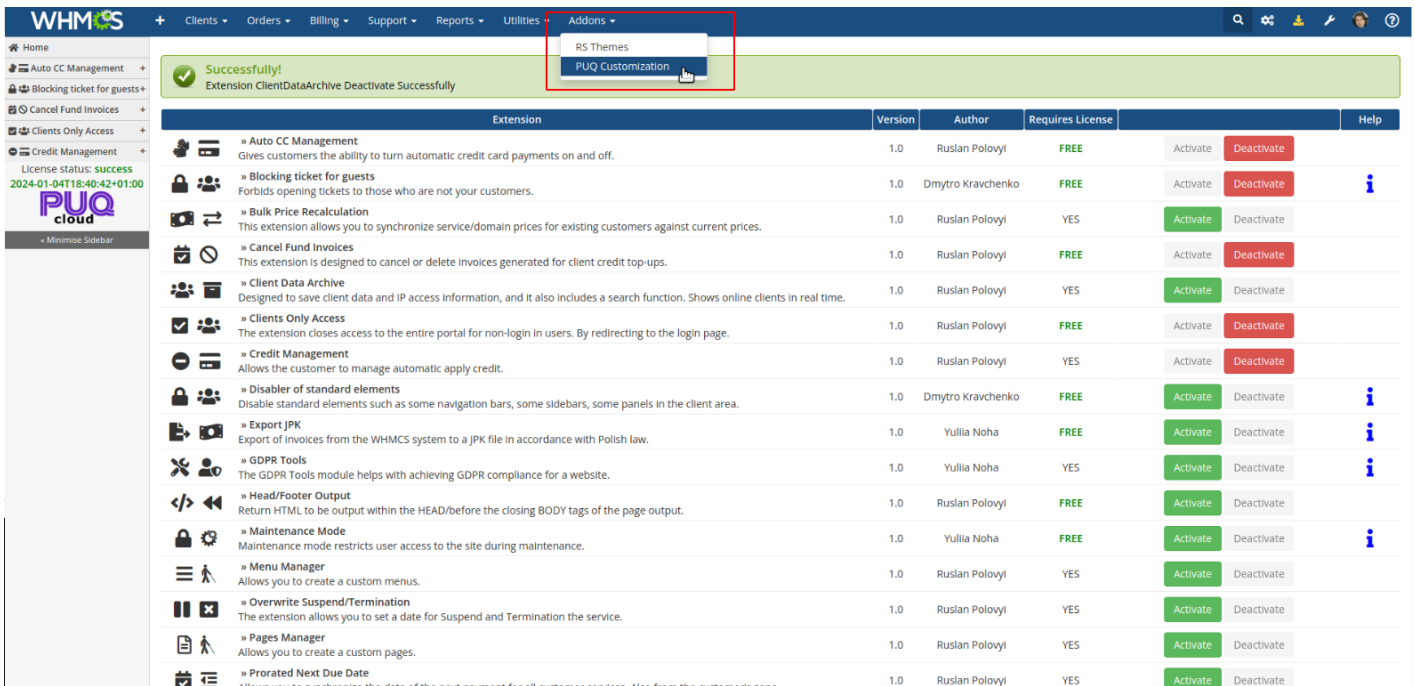 WHMCS + Clients Orders Billing Support Reports Utilities Addons
RS Themes
PUQ Customization
Home
Auto CC Management +
Blocking ticket for guests+
Cancel Fund Invoices +
Clients Only Access +
Credit Management +
License status: success
2024-01-04T18:40:42+01:00
PUQ
cloud
« Minimise Sidebar
Successfully!
Extension ClientDataArchive Deactivate Successfully
Extension Version Author Requires License Help
» Auto CC Management
Gives customers the ability to turn automatic credit card payments on and off.
1.0 Ruslan Polovyi FREE Activate Deactivate
» Blocking ticket for guests
Forbids opening tickets to those who are not your customers.
1.0 Dmytro Kravchenko FREE Activate Deactivate
» Bulk Price Recalculation
This extension allows you to synchronize service/domain prices for existing customers against current prices.
1.0 Ruslan Polovyi YES Activate Deactivate
» Cancel Fund Invoices
This extension is designed to cancel or delete invoices generated for client credit top-ups.
1.0 Ruslan Polovyi FREE Activate Deactivate
» Client Data Archive
Designed to save client data and IP access information, and it also includes a search function. Shows online clients in real time.
1.0 Ruslan Polovyi YES Activate Deactivate
» Clients Only Access
The extension closes access to the entire portal for non-login in users. By redirecting to the login page.
1.0 Ruslan Polovyi FREE Activate Deactivate
» Credit Management
Allows the customer to manage automatic apply credit.
1.0 Ruslan Polovyi YES Activate Deactivate
» Disabler of standard elements
Disable standard elements such as some navigation bars, some sidebars, some panels in the client area.
1.0 Dmytro Kravchenko FREE Activate Deactivate
» Export JPK
Export of invoices from the WHMCS system to a JPK file in accordance with Polish law.
1.0 Yuliia Noha FREE Activate Deactivate
» GDPR Tools
The GDPR Tools module helps with achieving GDPR compliance for a website.
1.0 Yuliia Noha YES Activate Deactivate
» Head/Footer Output
Return HTML to be output within the HEAD/before the closing BODY tags of the page output.
1.0 Ruslan Polovyi FREE Activate Deactivate
» Maintenance Mode
Maintenance mode restricts user access to the site during maintenance.
1.0 Yuliia Noha FREE Activate Deactivate
» Menu Manager
Allows you to create a custom menus.
1.0 Ruslan Polovyi YES Activate Deactivate
» Overwrite Suspend/Termination
The extension allows you to set a date for Suspend and Termination the service.
1.0 Ruslan Polovyi YES Activate Deactivate
» Pages Manager
Allows you to create a custom pages.
1.0 Ruslan Polovyi YES Activate Deactivate
» Prorated Next Due Date
1.0 Ruslan Polovyi YES Activate Deactivate